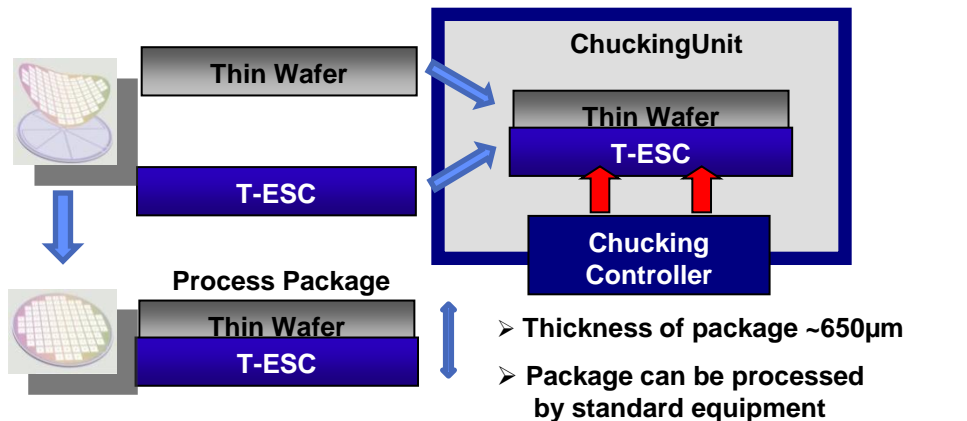 Thin Wafer
T-ESC
ChuckingUnit
Thin Wafer
T-ESC
Chucking
Controller
Process Package
Thin Wafer
T-ESC
➢ Thickness of package ~650µm
➢ Package can be processed
by standard equipment